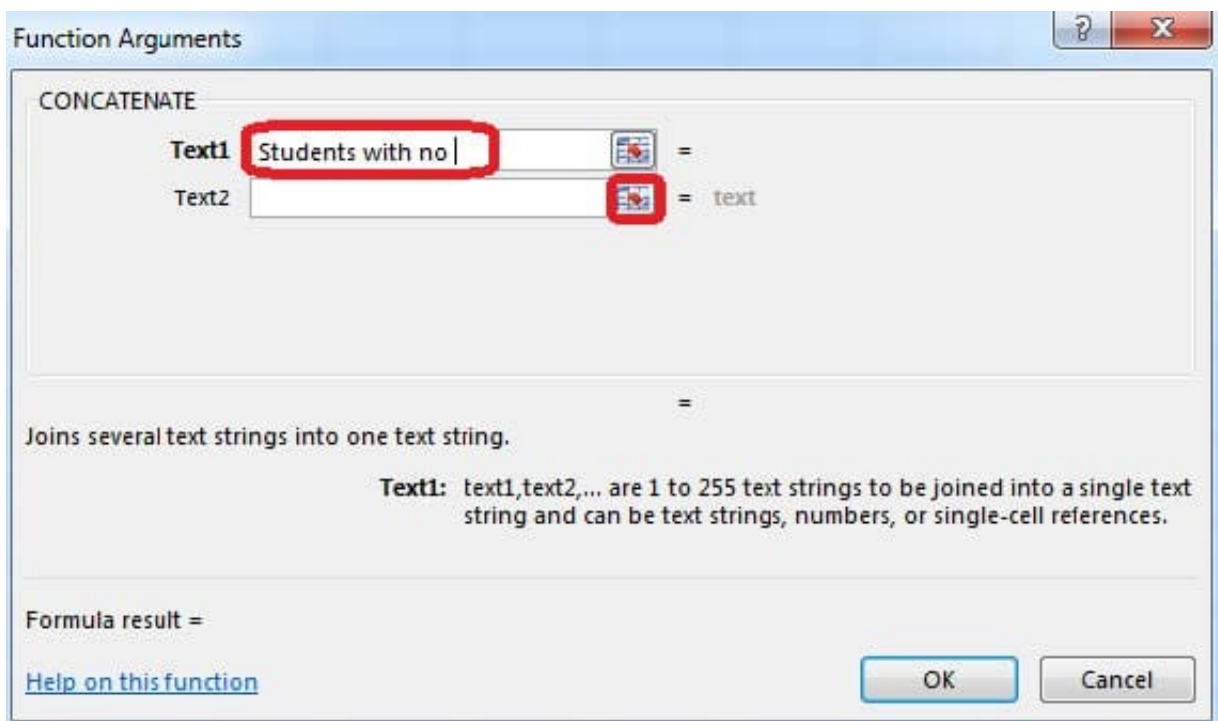 Function Arguments
CONCATENATE
Text1 Students with no =
Text2 = text
=
Joins several text strings into one text string.
Text1: text1,text2,... are 1 to 255 text strings to be joined into a single text
string and can be text strings, numbers, or single-cell references.
Formula result =
Help on this function OK Cancel